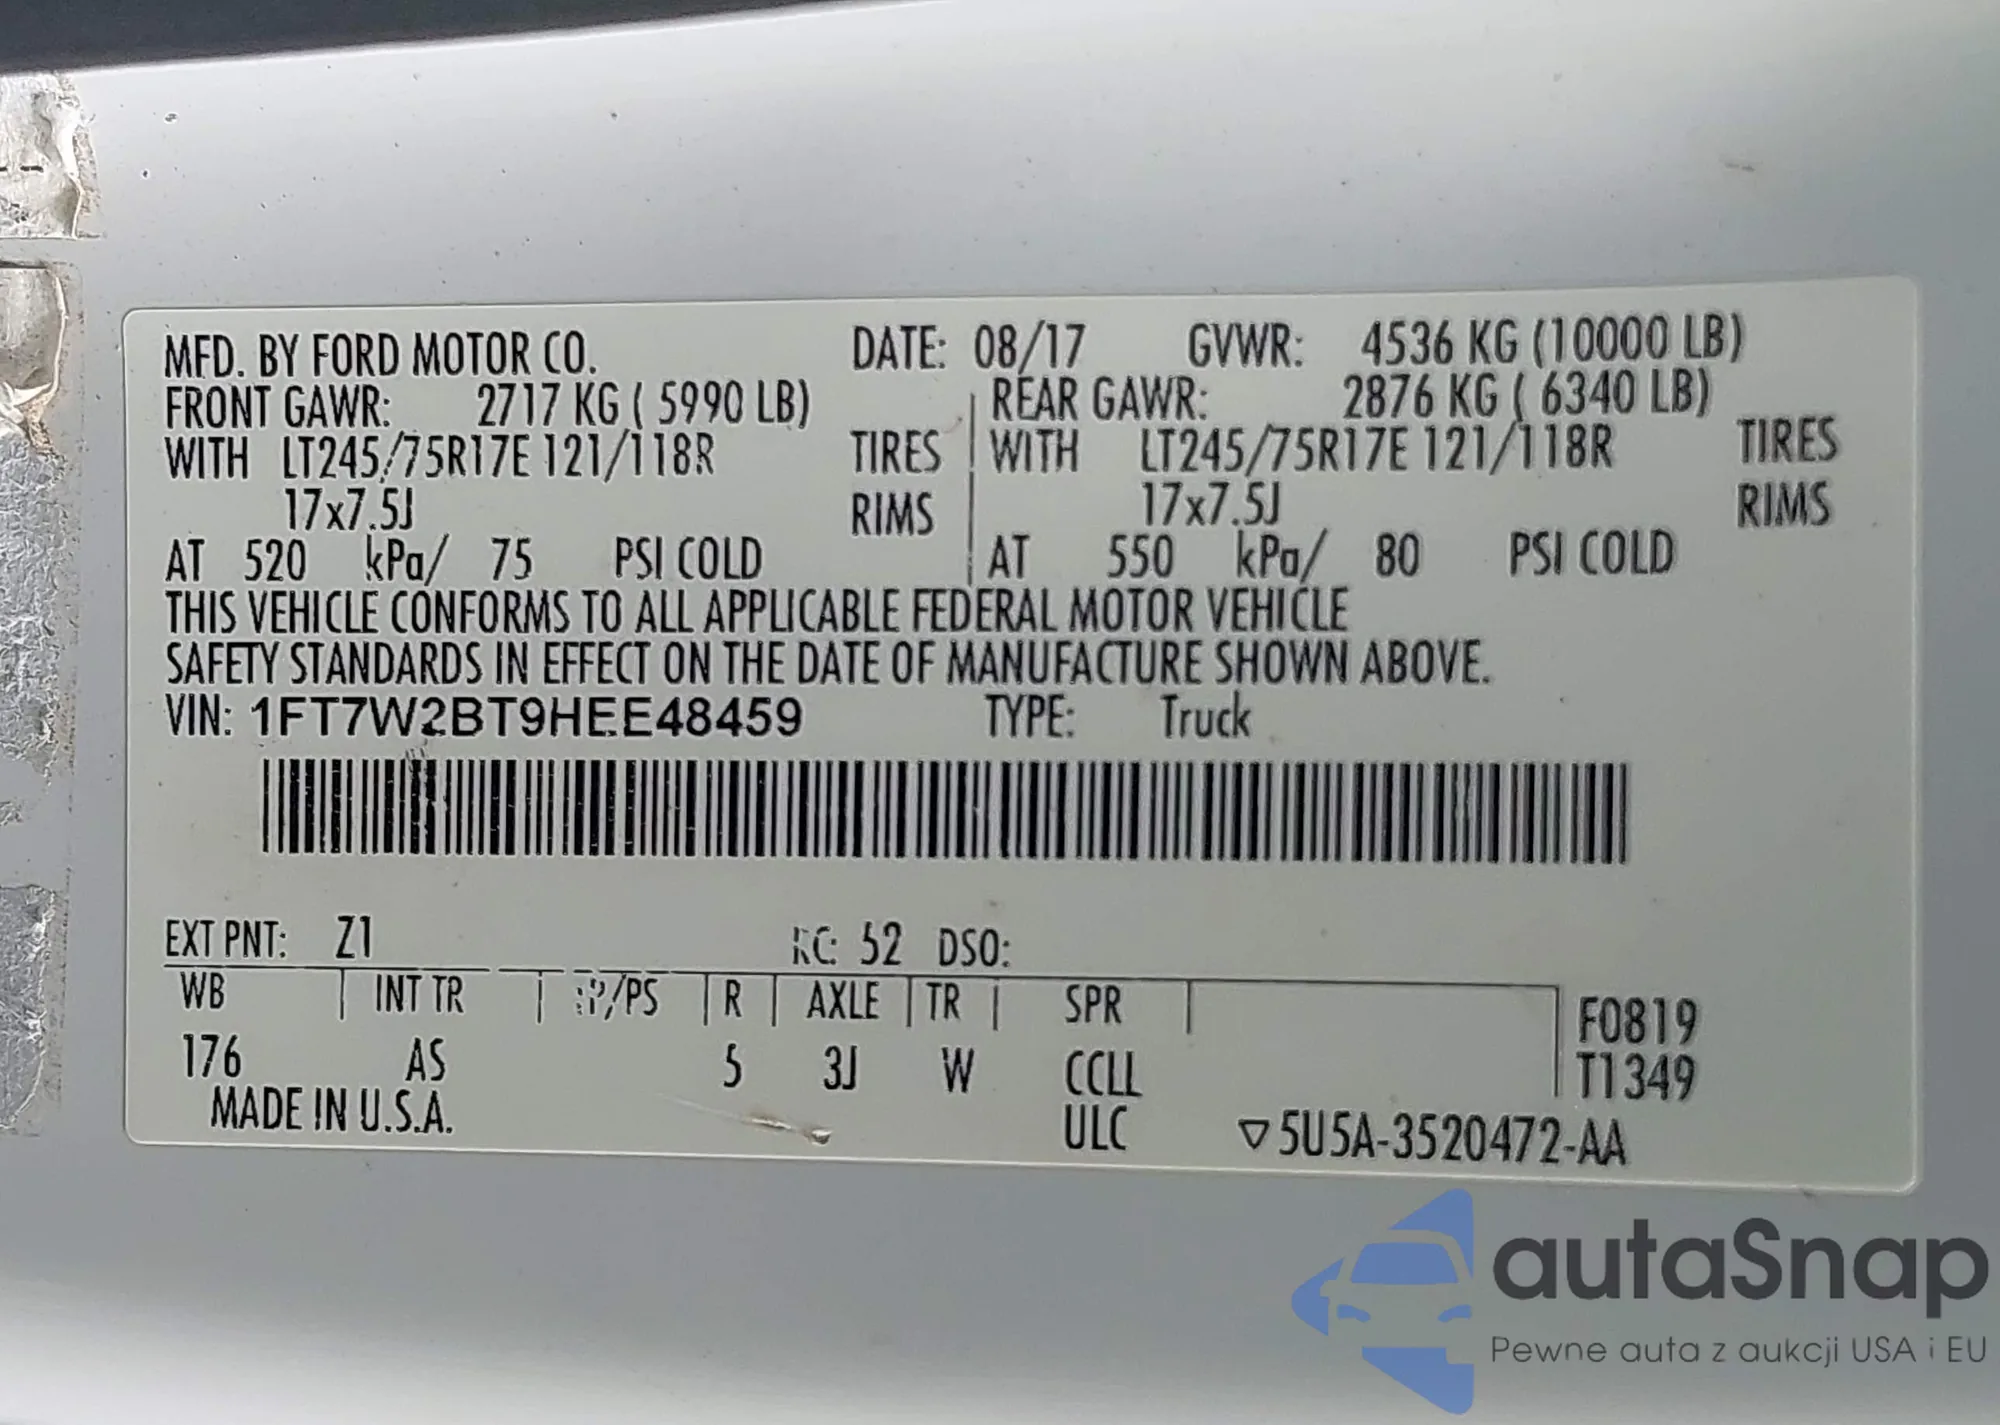 MFD. BY FORD MOTOR CO. DATE: 08/17 GVWR: 4536 KG (10000 LB)
FRONT GAWR: 2717 KG ( 5990 LB) REAR GAWR: 2876 KG ( 6340 LB)
WITH LT245/75R17E 121/118R TIRES WITH LT245/75R17E 121/118R TIRES
17x7.5J RIMS 17x7.5J RIMS
AT 520 kPa/ 75 PSI COLD AT 550 kPa/ 80 PSI COLD
THIS VEHICLE CONFORMS TO ALL APPLICABLE FEDERAL MOTOR VEHICLE
SAFETY STANDARDS IN EFFECT ON THE DATE OF MANUFACTURE SHOWN ABOVE.
VIN: 1FT7W2BT9HEE48459 TYPE: Truck
EXT PNT: Z1 RC: 52 DSO:
WB INT TR TP/PS R AXLE TR SPR F0819
176 AS 5 3J W CCLL T1349
MADE IN U.S.A. ULC ▽5U5A-3520472-AA
autaSnap
Pewne auta z aukcji USA i EU